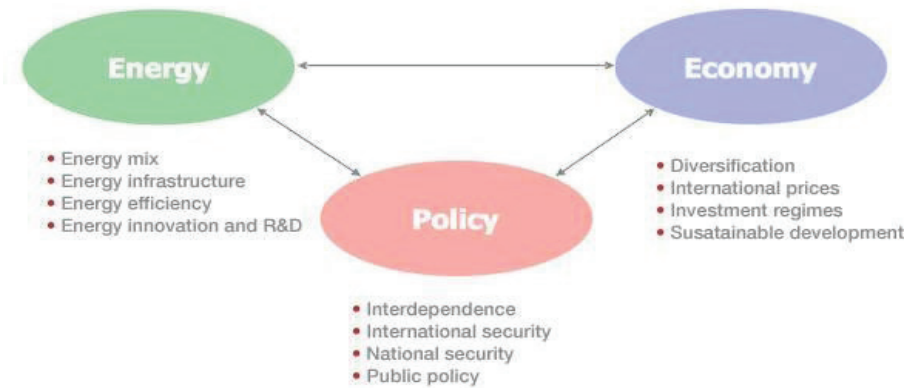 Energy
Economy
Policy
• Energy mix
• Energy infrastructure
• Energy efficiency
• Energy innovation and R&D
• Diversification
• International prices
• Investment regimes
• Susatainable development
• Interdependence
• International security
• National security
• Public policy